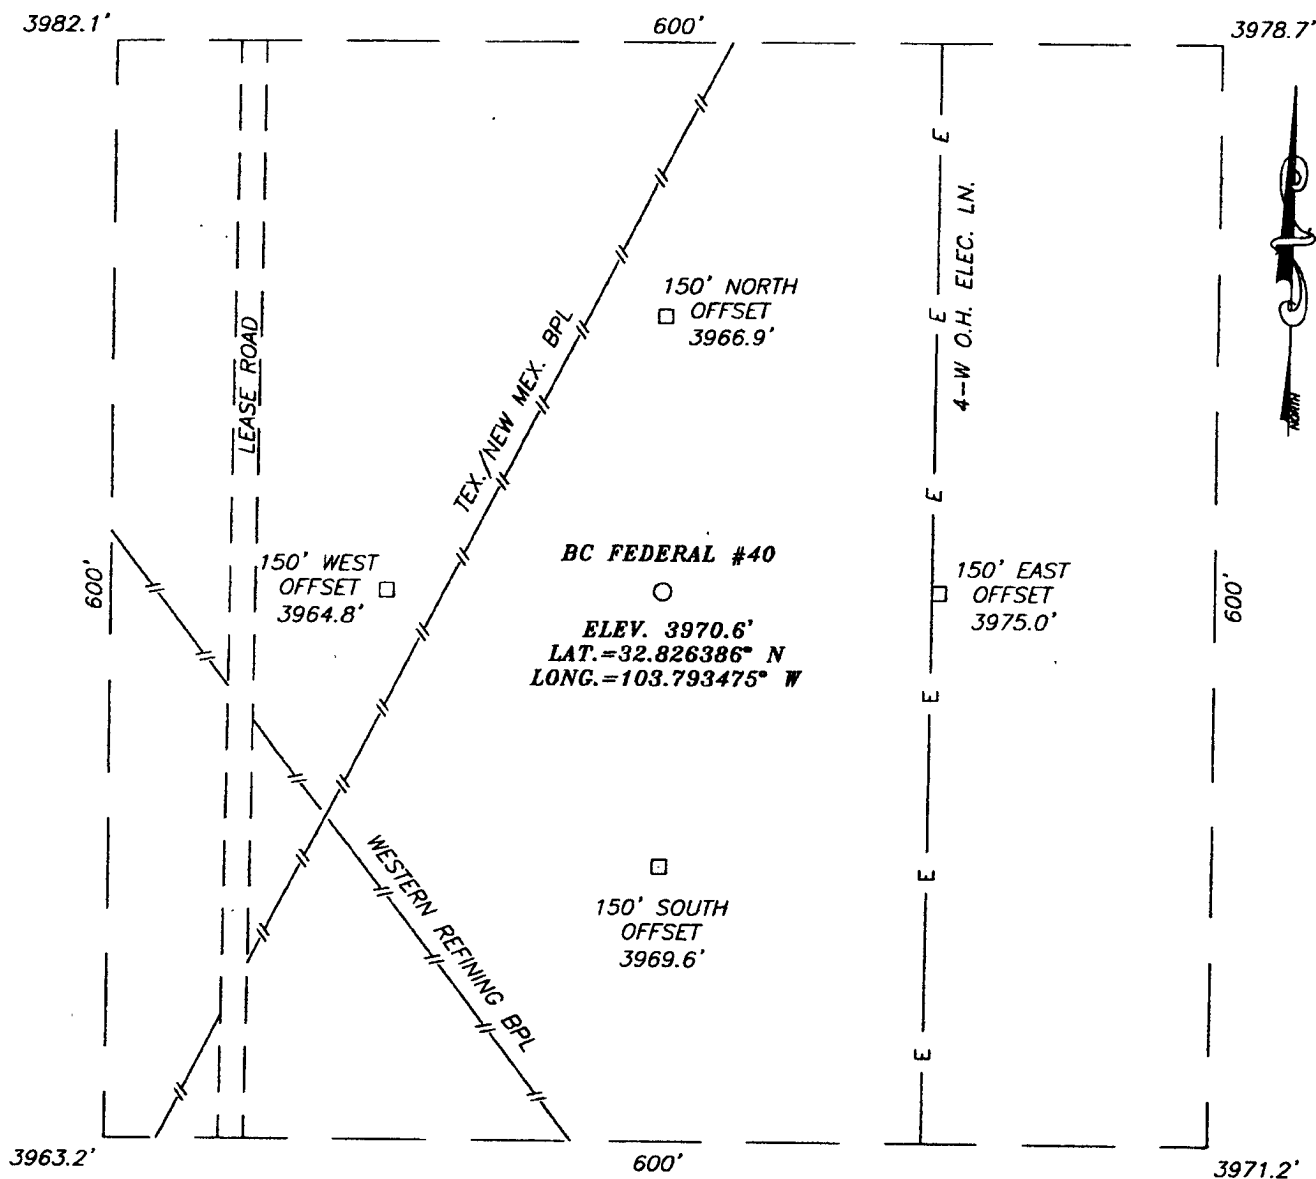 3982.1'
600'
3978.7'
NORTH
4-W O.H. ELEC. LN.
E
E
E
E
E
E
LEASE ROAD
TEX./NEW MEX. BPL
150' NORTH
OFFSET
3966.9'
600'
150' WEST
OFFSET
3964.8'
BC FEDERAL #40
ELEV. 3970.6'
LAT.=32.826386° N
LONG.=103.793475° W
150' EAST
OFFSET
3975.0'
600'
WESTERN REFINING BPL
150' SOUTH
OFFSET
3969.6'
3963.2'
600'
3971.2'